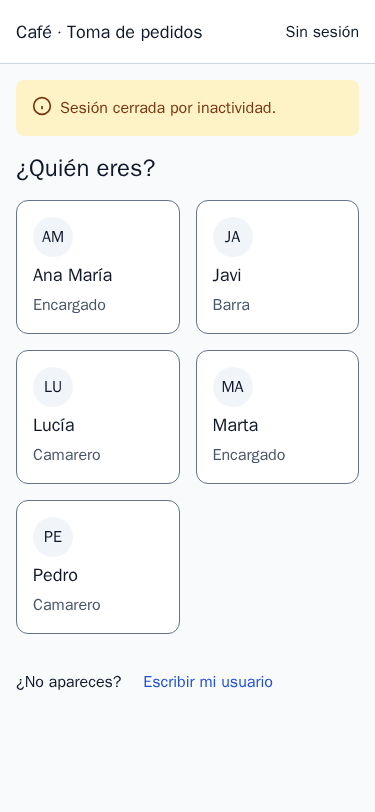 Café · Toma de pedidos
Sin sesión
Sesión cerrada por inactividad.
¿Quién eres?
AM
Ana María
Encargado
JA
Javi
Barra
LU
Lucía
Camarero
MA
Marta
Encargado
PE
Pedro
Camarero
¿No apareces? Escribir mi usuario